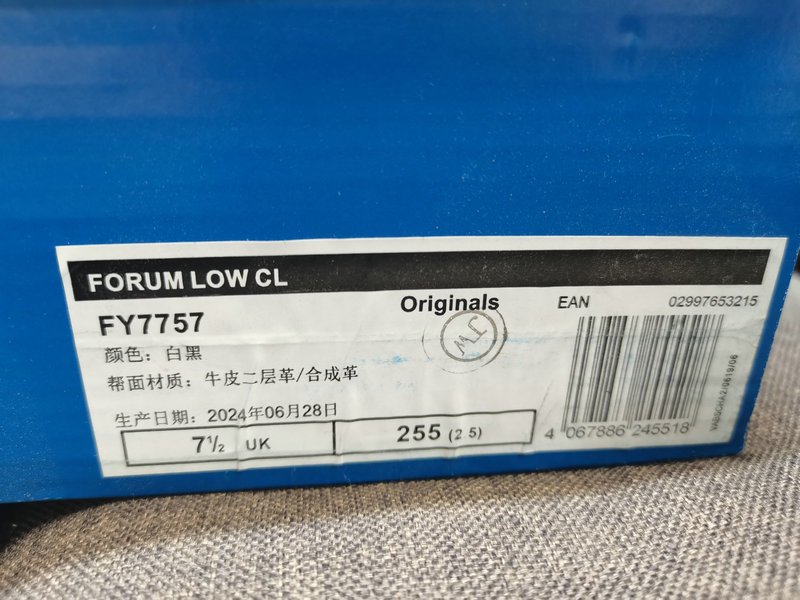 FORUM LOW CL
Originals
EAN
02997653215
FY7757
颜色：白黑
帮面材质：牛皮二层革/合成革
生产日期：2024年06月28日
7½ UK
255 (2 5)
4 067886 245518
JTW